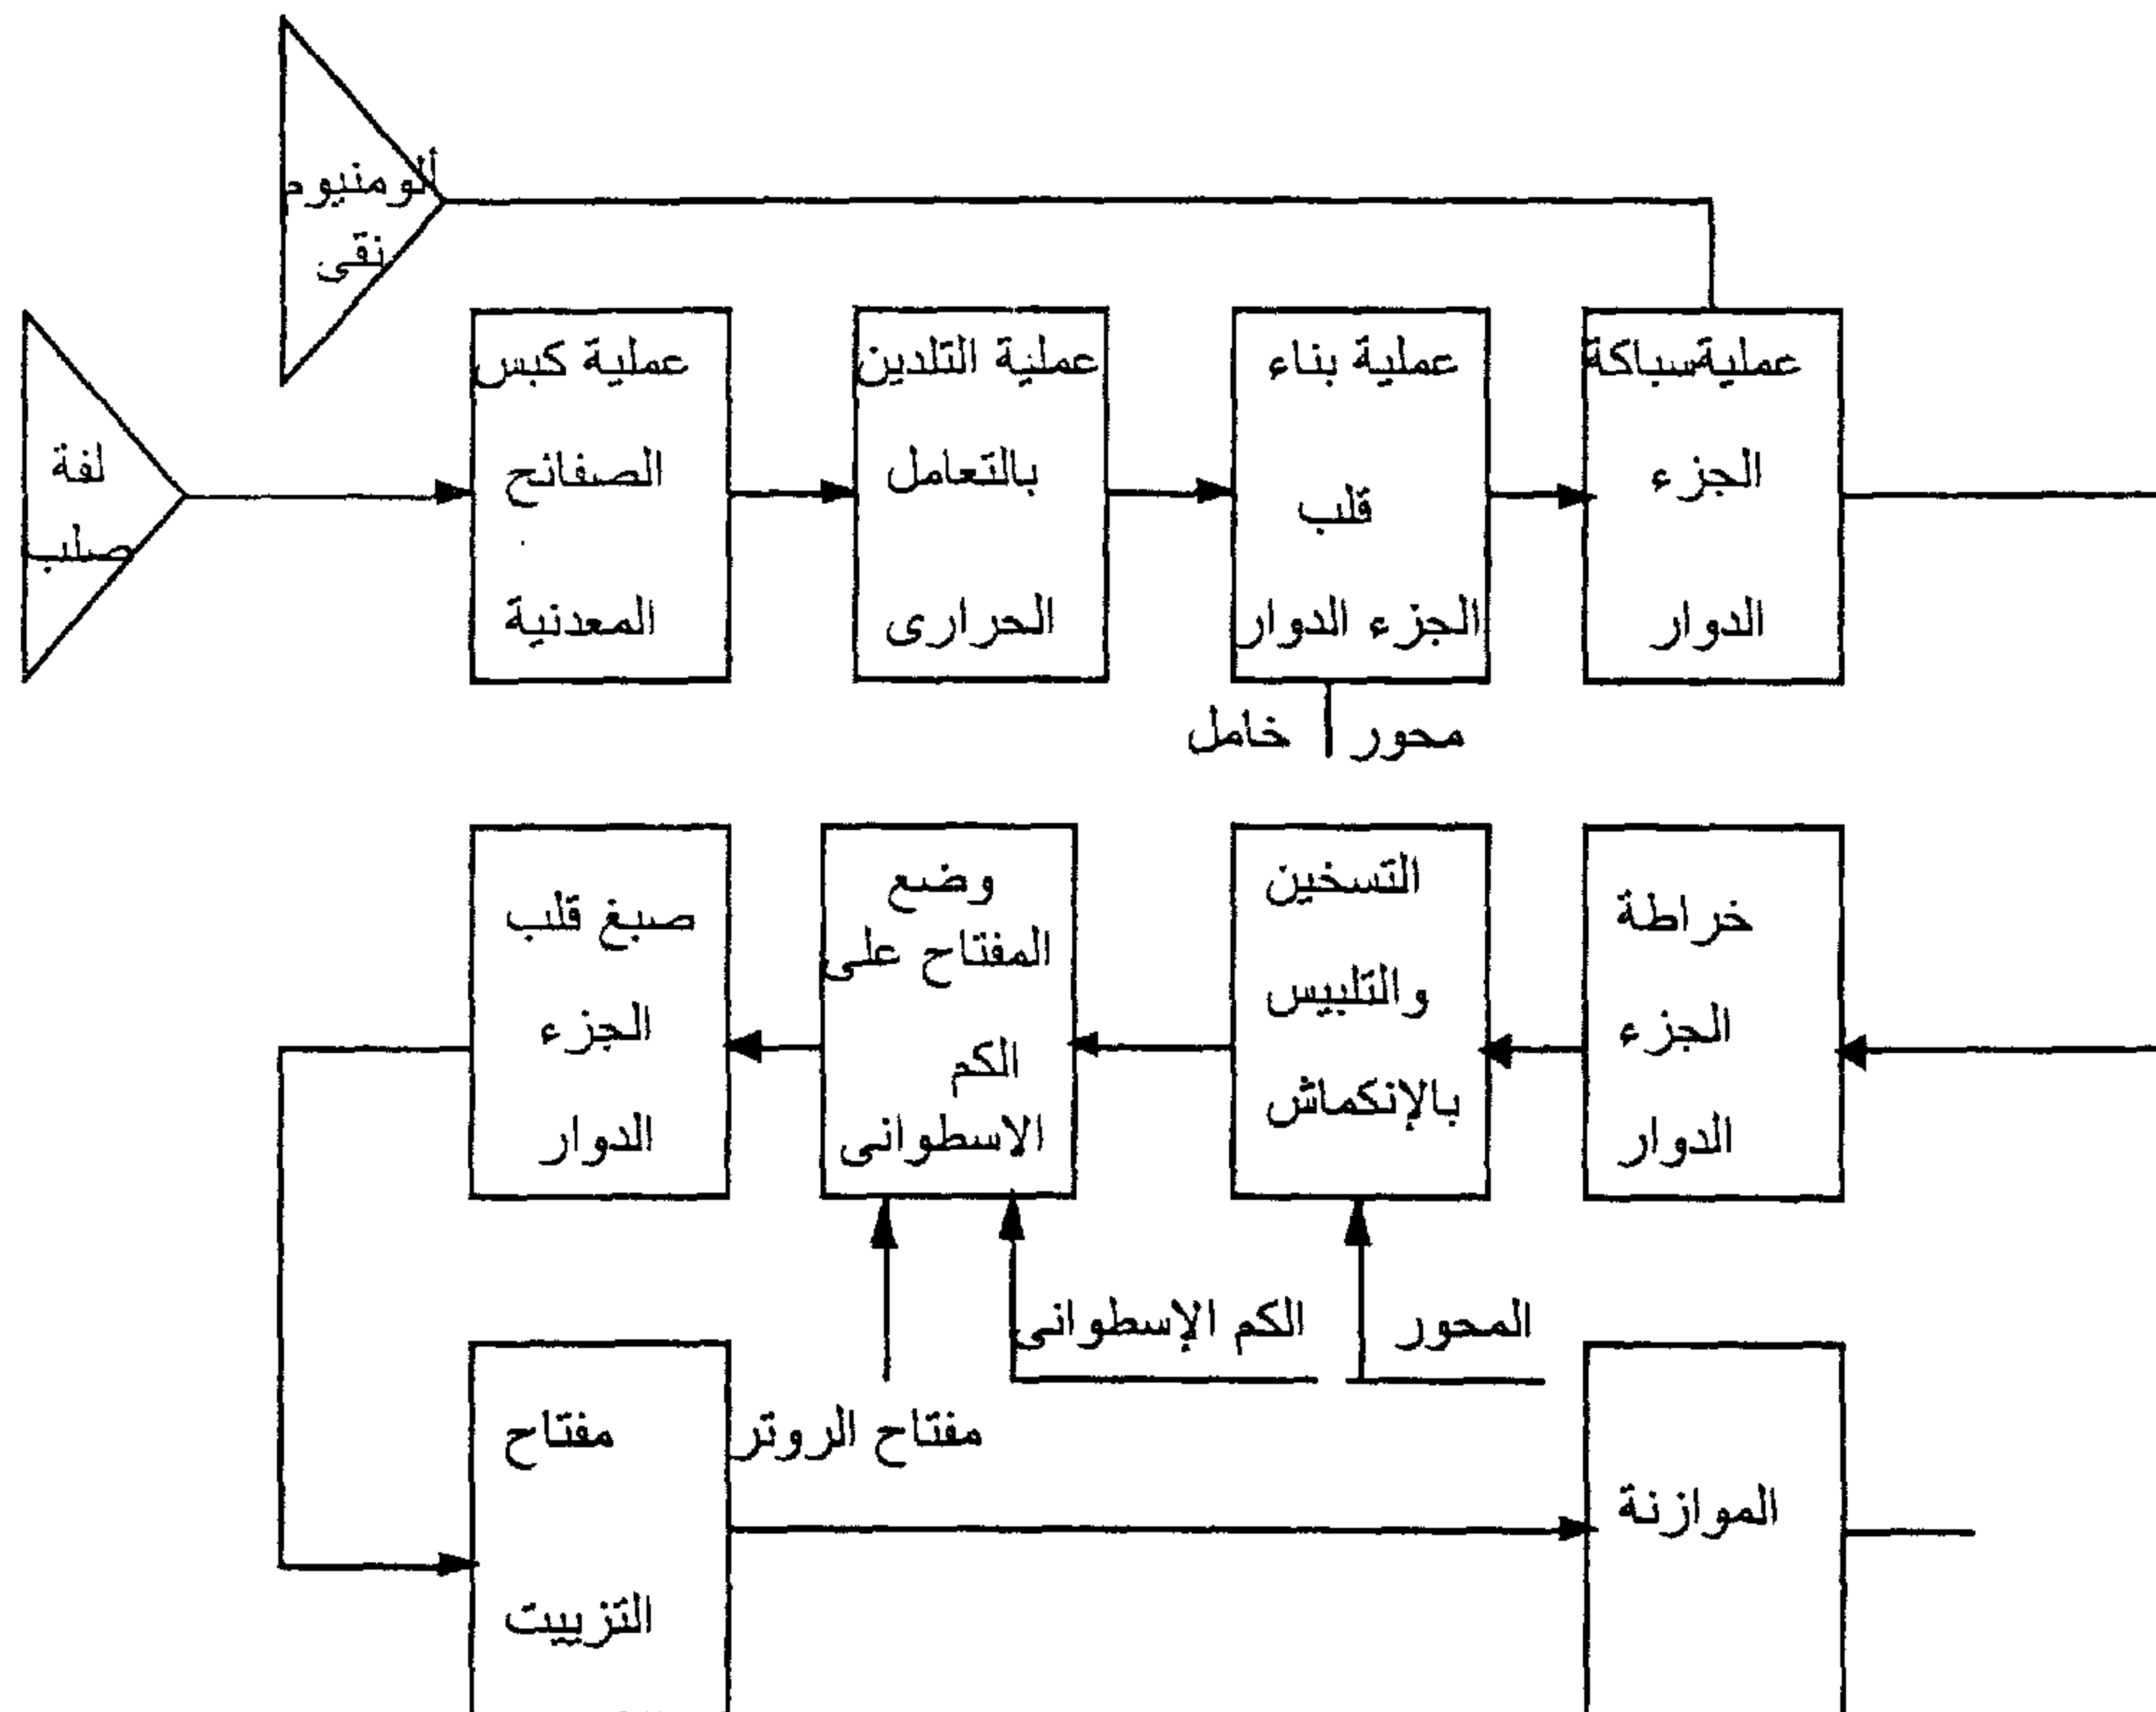 ألومنيوم
نقى
لفة
صلب
عملية كبس
الصفائح
المعدنية
عملية التلدين
بالتعامل
الحرارى
عملية بناء
قلب
الجزء الدوار
عملية سباكة
الجزء
الدوار
محور خامل
خراطة
الجزء
الدوار
التسخين
والتلبيس
بالإنكماش
وضع
المفتاح على
الكم
الاسطوانى
صبغ قلب
الجزء
الدوار
المحور
الكم الإسطوانى
مفتاح الروتر
مفتاح
التزييت
الموازنة